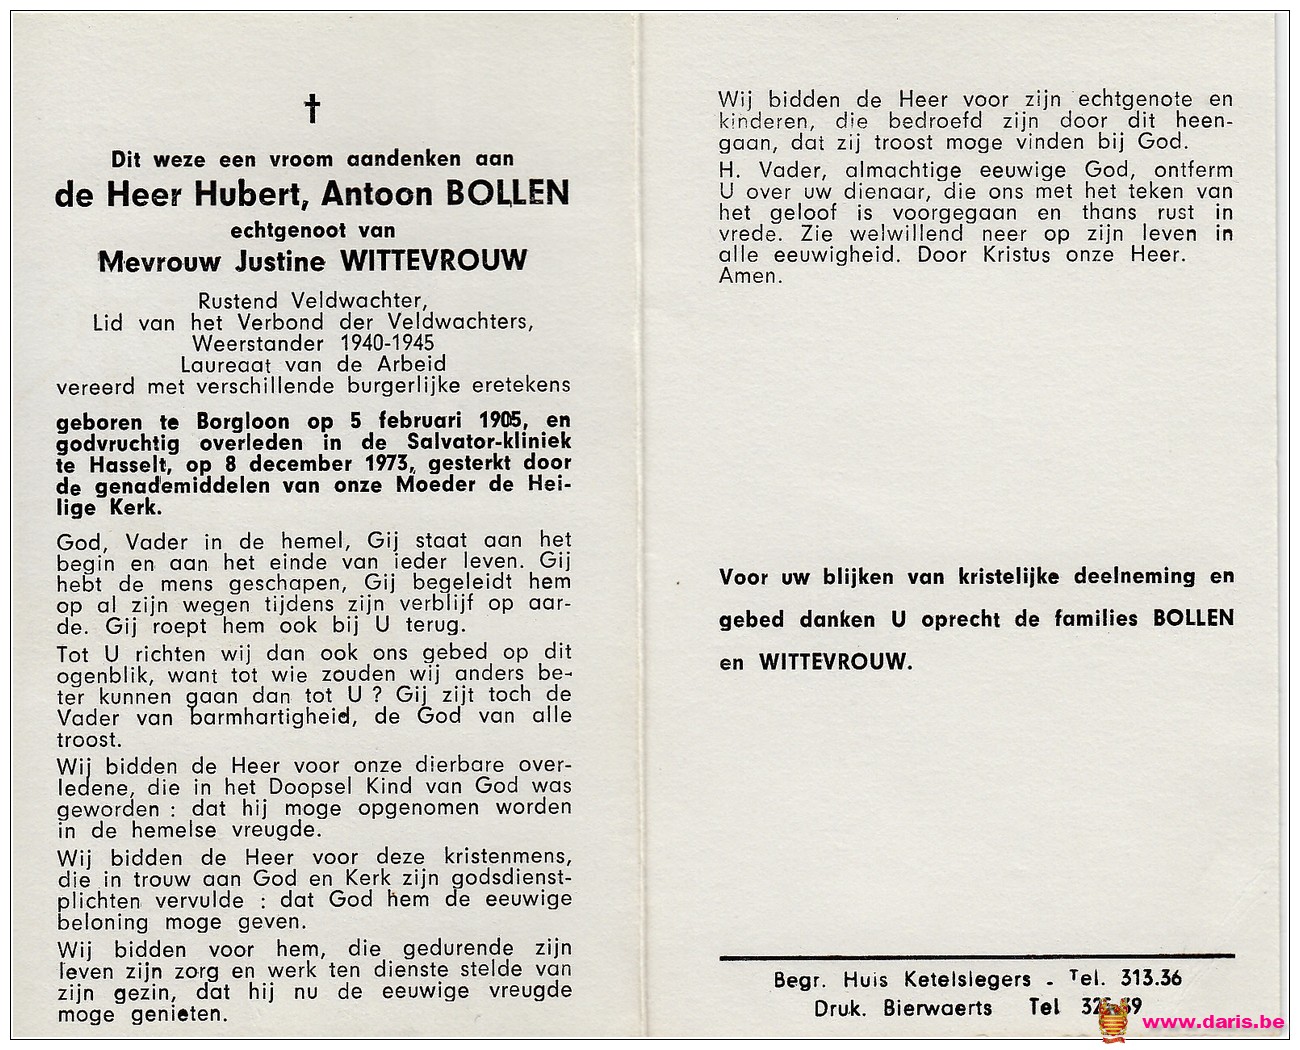 Dit weze een vroom aandenken aan
de Heer Hubert, Antoon BOLLEN
echtgenoot van
Mevrouw Justine WITTEVROUW
Rustend Veldwachter,
Lid van het Verbond der Veldwachters,
Weerstander 1940-1945
Laureaat van de Arbeid
vereerd met verschillende burgerlijke eretekens
geboren te Borgloon op 5 februari 1905, en
godvruchtig overleden in de Salvator-kliniek
te Hasselt, op 8 december 1973, gesterkt door
de genademiddelen van onze Moeder de Hei-
lige Kerk.
God, Vader in de hemel, Gij staat aan het
begin en aan het einde van ieder leven. Gij
hebt de mens geschapen, Gij begeleidt hem
op al zijn wegen tijdens zijn verblijf op aar-
de. Gij roept hem ook bij U terug.
Tot U richten wij dan ook ons gebed op dit
ogenblik, want tot wie zouden wij anders be-
ter kunnen gaan dan tot U ? Gij zijt toch de
Vader van barmhartigheid, de God van alle
troost.
Wij bidden de Heer voor onze dierbare over-
ledene, die in het Doopsel Kind van God was
geworden : dat hij moge opgenomen worden
in de hemelse vreugde.
Wij bidden de Heer voor deze kristenmens,
die in trouw aan God en Kerk zijn godsdienst-
plichten vervulde : dat God hem de eeuwige
beloning moge geven.
Wij bidden voor hem, die gedurende zijn
leven zijn zorg en werk ten dienste stelde van
zijn gezin, dat hij nu de eeuwige vreugde
moge genieten.
Wij bidden de Heer voor zijn echtgenote en
kinderen, die bedroefd zijn door dit heen-
gaan, dat zij troost moge vinden bij God.
H. Vader, almachtige eeuwige God, ontferm
U over uw dienaar, die ons met het teken van
het geloof is voorgegaan en thans rust in
vrede. Zie welwillend neer op zijn leven in
alle eeuwigheid. Door Kristus onze Heer.
Amen.
Voor uw blijken van kristelijke deelneming en
gebed danken U oprecht de families BOLLEN
en WITTEVROUW.
Begr. Huis Ketelslegers - Tel. 313.36
Druk. Bierwaerts Tel
www.daris.be